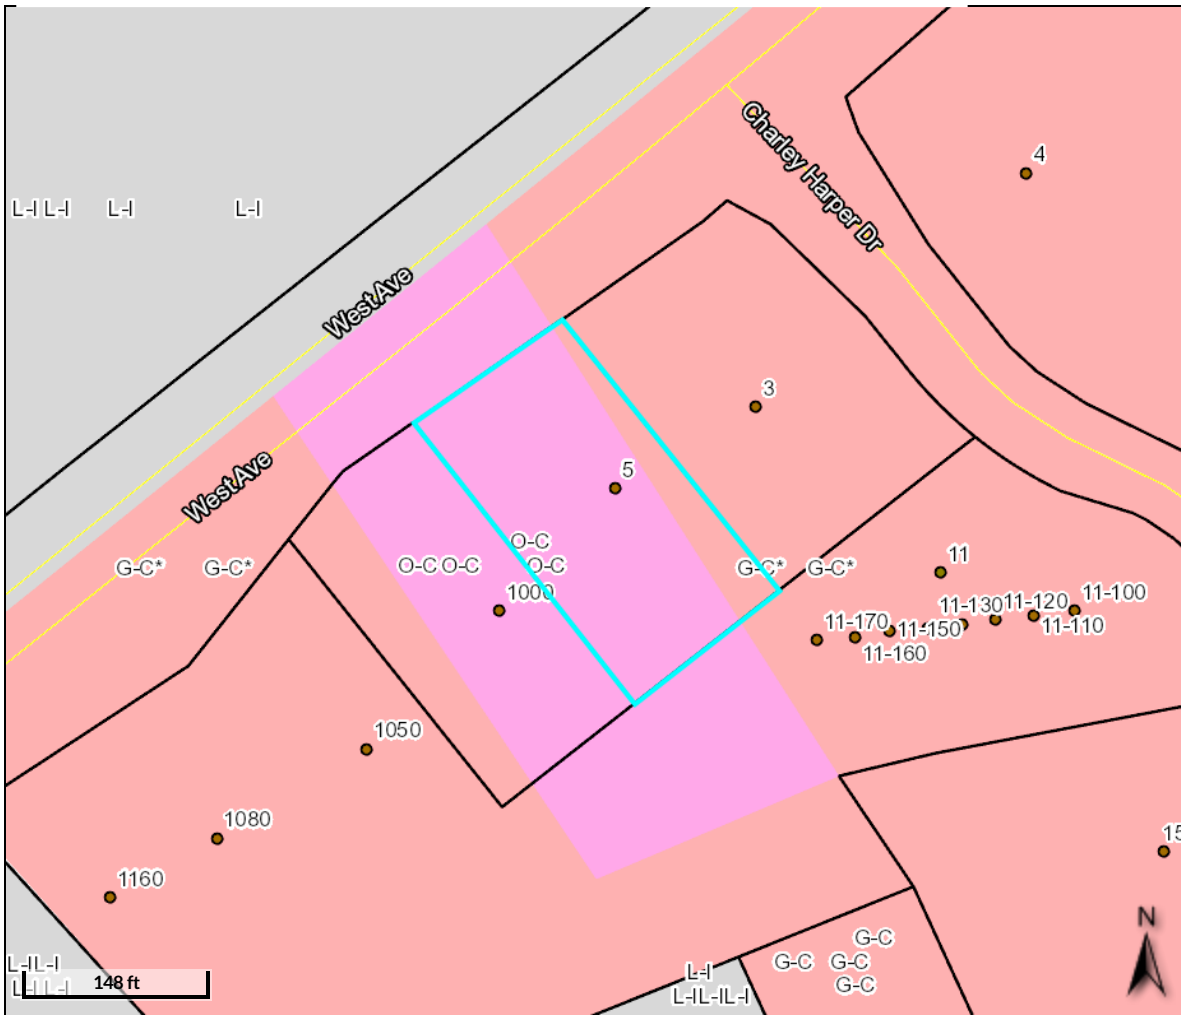 Charley Harper Dr
4
L-I L-I L-I L-I
West Ave
3
5
West Ave
O-C
G-C* G-C* O-C O-C O-C G-C* G-C*
11
1000
11-100
11-130 11-120
11-170 11-150 11-110
11-160
1050
1080
15
1160
N
G-C
L-I L-I L-I G-C G-C
148 ft
L-I L-I G-C
L-I L-I L-I